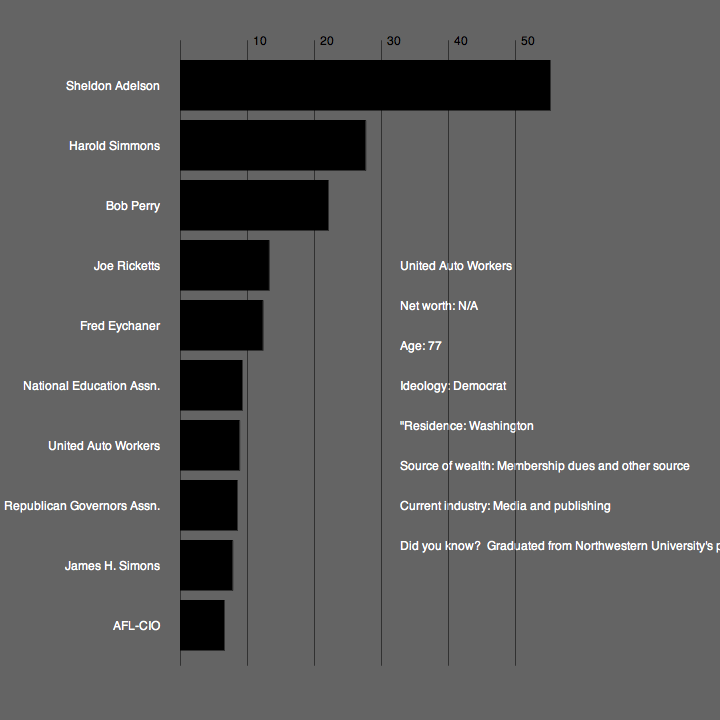 10 20 30 40 50
Sheldon Adelson
Harold Simmons
Bob Perry
Joe Ricketts
Fred Eychaner
National Education Assn.
United Auto Workers
Republican Governors Assn.
James H. Simons
AFL-CIO
United Auto Workers
Net worth: N/A
Age: 77
Ideology: Democrat
"Residence: Washington
Source of wealth: Membership dues and other source
Current industry: Media and publishing
Did you know?  Graduated from Northwestern University's